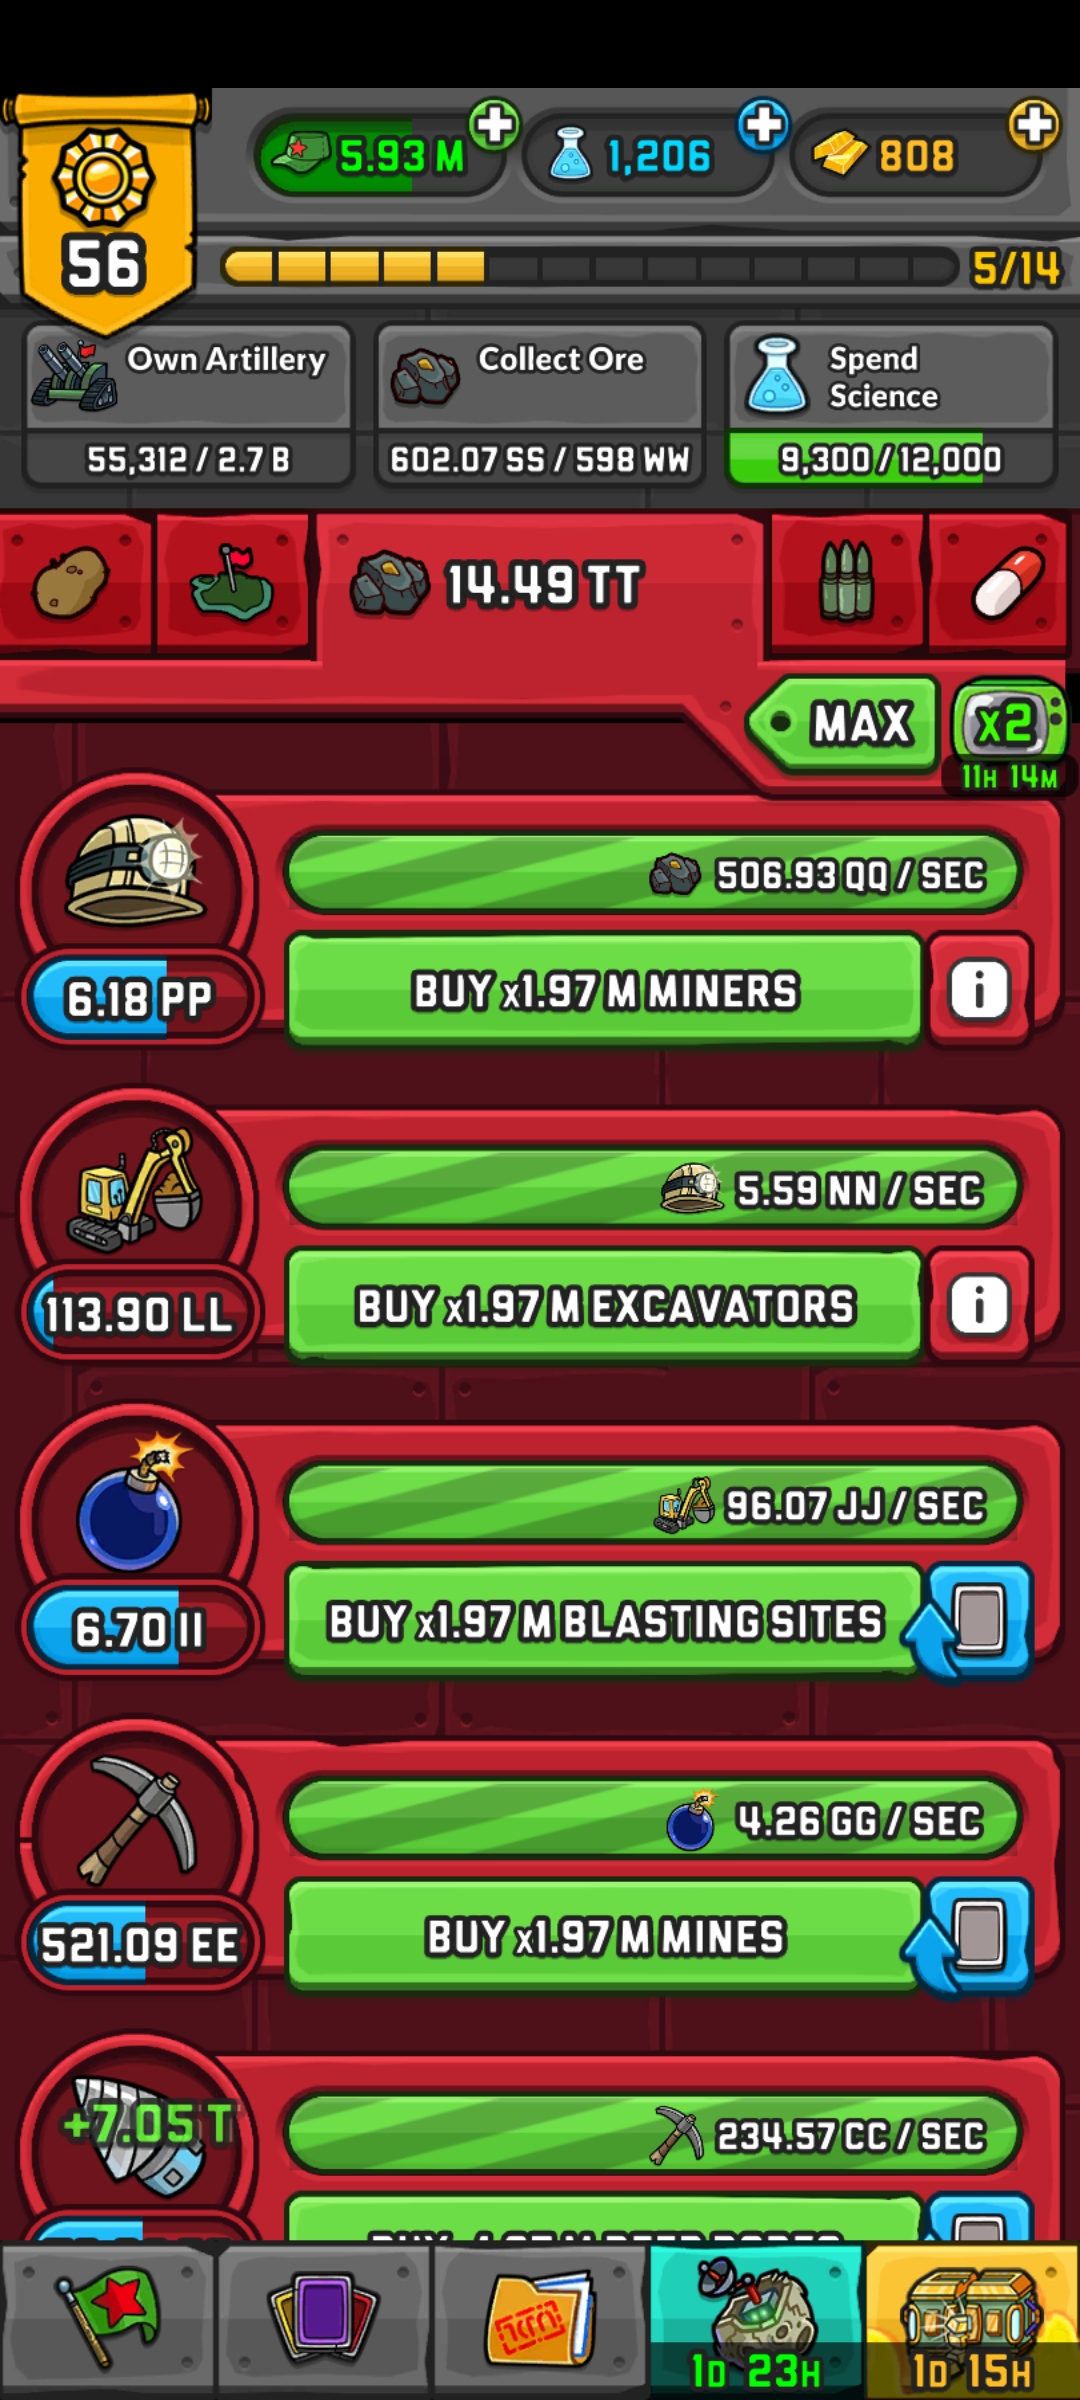 5.93 M
1,206
808
56
5/14
Own Artillery
55,312 / 2.7 B
Collect Ore
602.07 SS / 598 WW
Spend
Science
9,300 / 12,000
14.49 TT
MAX
x2
11H 14M
506.93 QQ / SEC
6.18 PP
BUY x1.97 M MINERS
i
5.59 NN / SEC
113.90 LL
BUY x1.97 M EXCAVATORS
i
96.07 JJ / SEC
6.70 II
BUY x1.97 M BLASTING SITES
4.26 GG / SEC
521.09 EE
BUY x1.97 M MINES
+7.05 T
234.57 CC / SEC
1D 23H
1D 15H